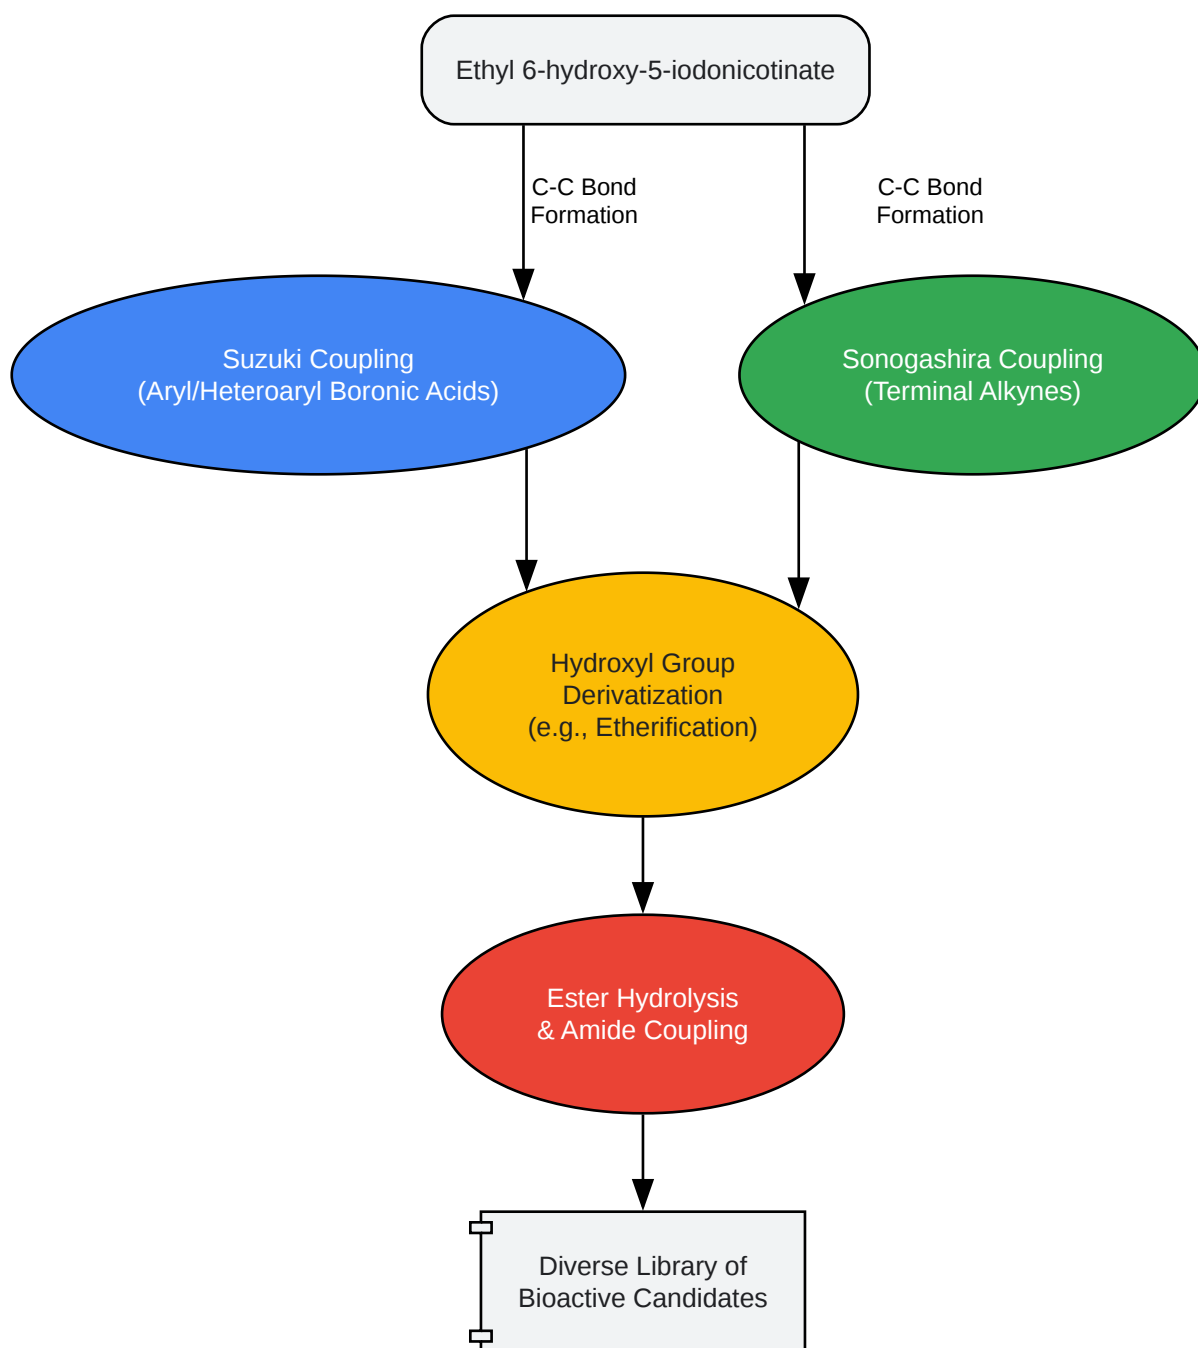 Ethyl 6-hydroxy-5-iodonicotinate
C-C Bond
Formation
C-C Bond
Formation
Suzuki Coupling
(Aryl/Heteroaryl Boronic Acids)
Sonogashira Coupling
(Terminal Alkynes)
Hydroxyl Group
Derivatization
(e.g., Etherification)
Ester Hydrolysis
& Amide Coupling
Diverse Library of
Bioactive Candidates